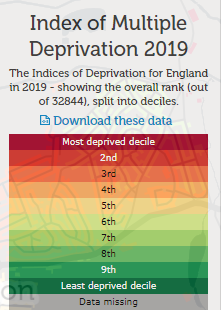 Index of Multiple
Deprivation 2019
The Indices of Deprivation for England
in 2019 - showing the overall rank (out
of 32844), split into deciles.
Download these data
Most deprived decile
2nd
3rd
4th
5th
6th
7th
8th
9th
Least deprived decile
Data missing
on